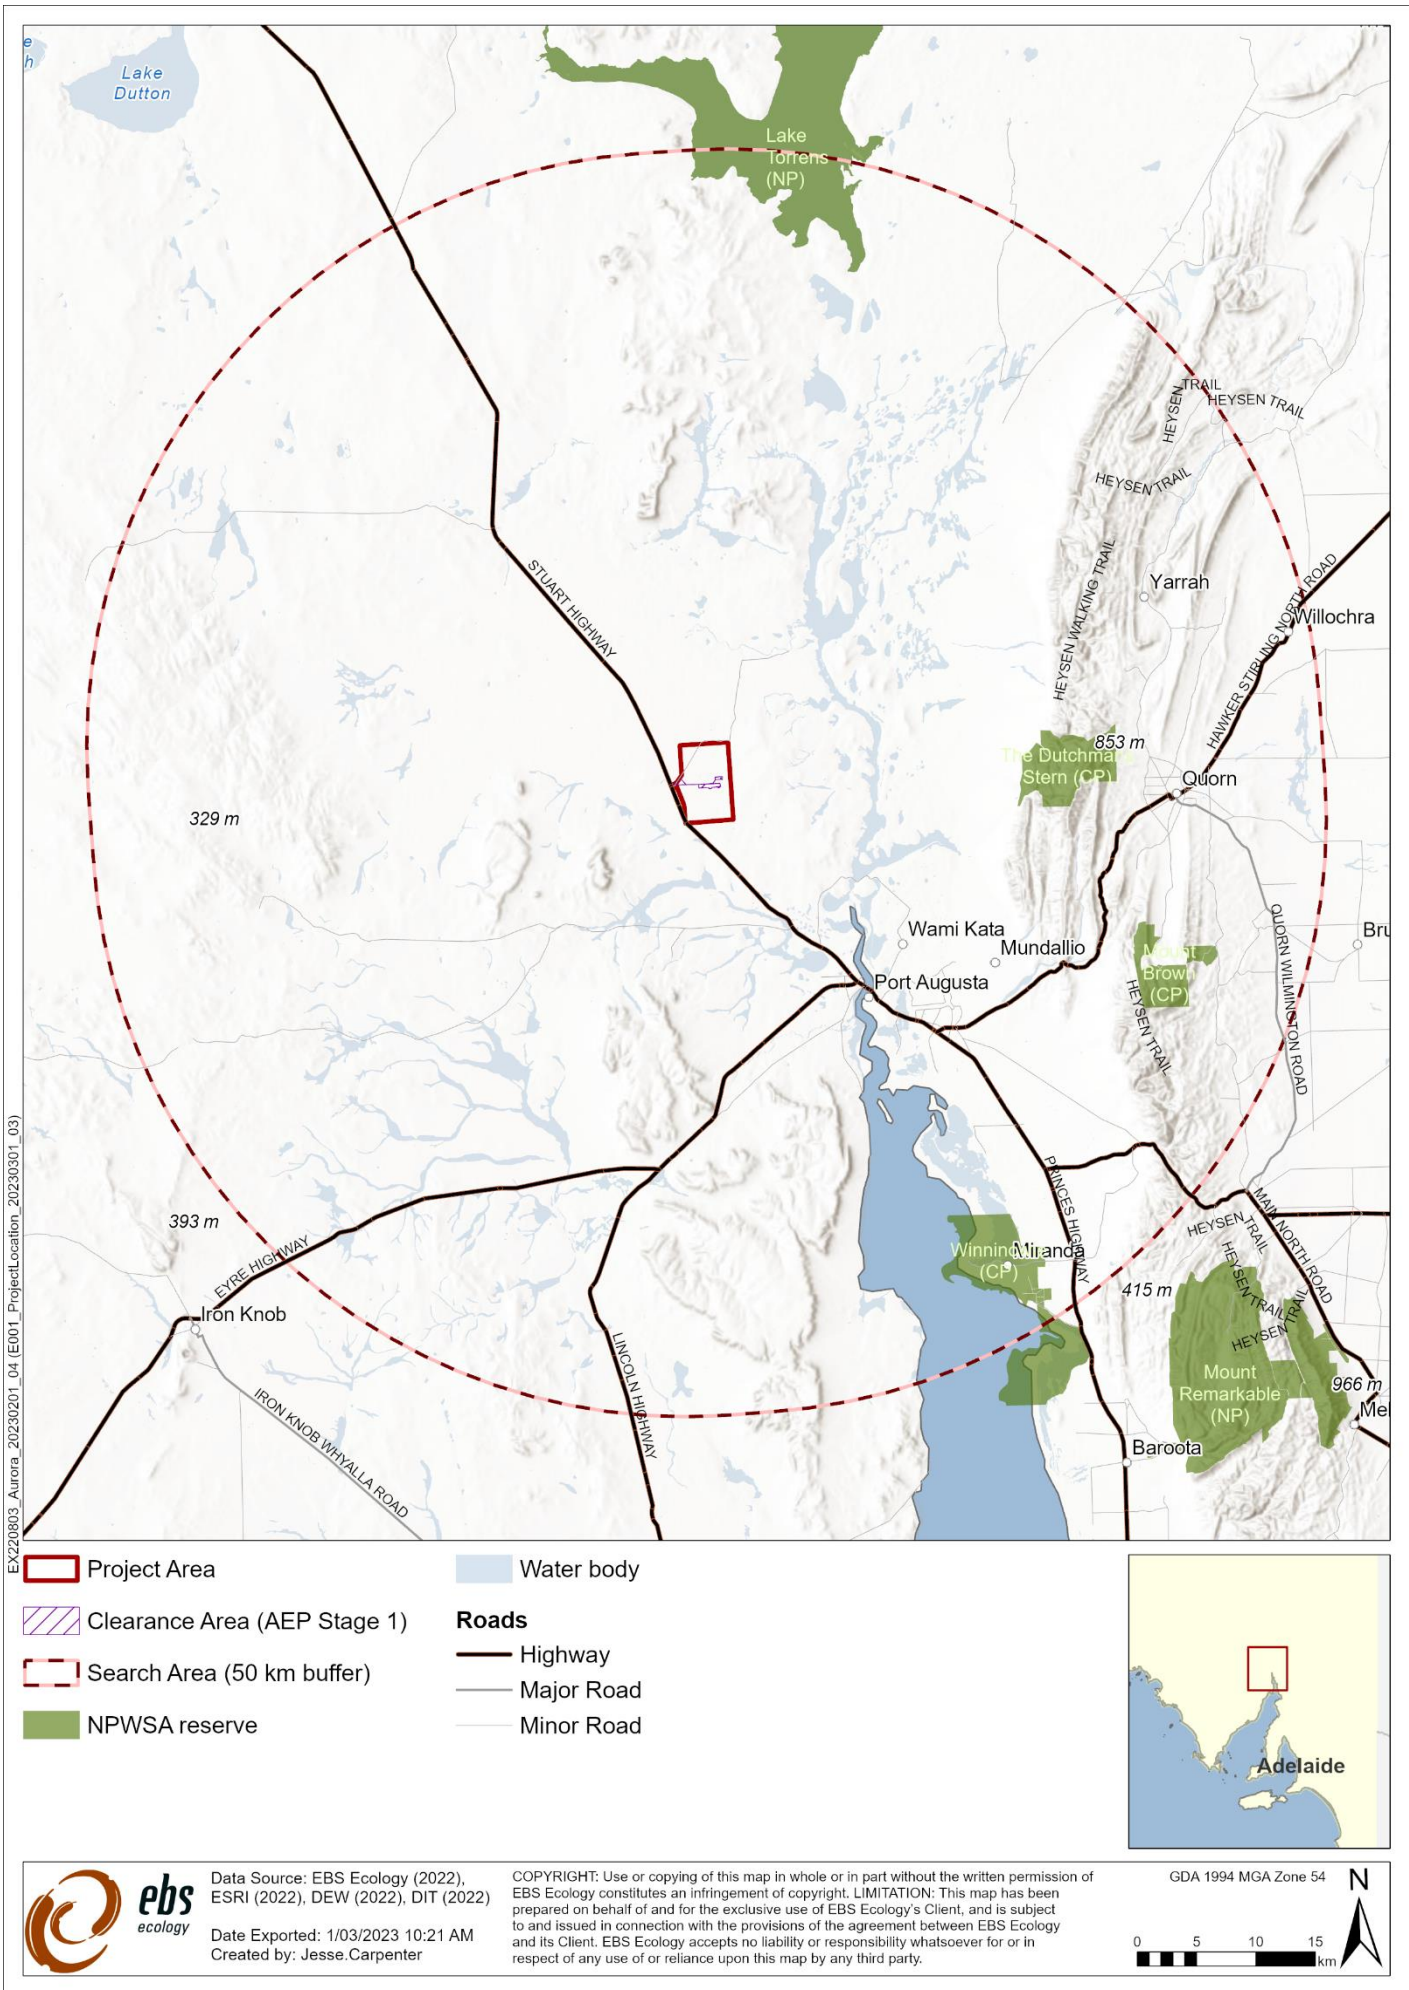 e
h
Lake
Dutton
Lake
Torrens
(NP)
TRAIL
HEYSEN
HEYSEN TRAIL
HEYSEN TRAIL
STUART HIGHWAY
HEYSEN WALKING TRAIL
Yarrah
HAWKER STIRLING NORTH ROAD
Willochra
853 m
The Dutchman's
Stern (CP)
Quorn
329 m
QUORN WILMINGTON ROAD
Wami Kata
Mundallio
Bru
Mount
Brown
(CP)
Port Augusta
HEYSEN TRAIL
PRINCES HIGHWAY
MAIN NORTH ROAD
393 m
HEYSEN TRAIL
EYRE HIGHWAY
Miranda
(CP)
HEYSEN TRAIL
415 m
Iron Knob
HEYSEN TRAIL
LINCOLN HIGHWAY
Mount
Remarkable
(NP)
966 m
Mel
IRON KNOB WHYALLA ROAD
Baroota
EX220803_Aurora_20230201_04 (E001_ProjectLocation_20230301_03)
Project Area
Clearance Area (AEP Stage 1)
Search Area (50 km buffer)
NPWSA reserve
Water body
Roads
Highway
Major Road
Minor Road
Adelaide
ebs
ecology
Data Source: EBS Ecology (2022),
ESRI (2022), DEW (2022), DIT (2022)
Date Exported: 1/03/2023 10:21 AM
Created by: Jesse.Carpenter
COPYRIGHT: Use or copying of this map in whole or in part without the written permission of
EBS Ecology constitutes an infringement of copyright. LIMITATION: This map has been
prepared on behalf of and for the exclusive use of EBS Ecology's Client, and is subject
to and issued in connection with the provisions of the agreement between EBS Ecology
and its Client. EBS Ecology accepts no liability or responsibility whatsoever for or in
respect of any use of or reliance upon this map by any third party.
GDA 1994 MGA Zone 54
N
0 5 10 15
km